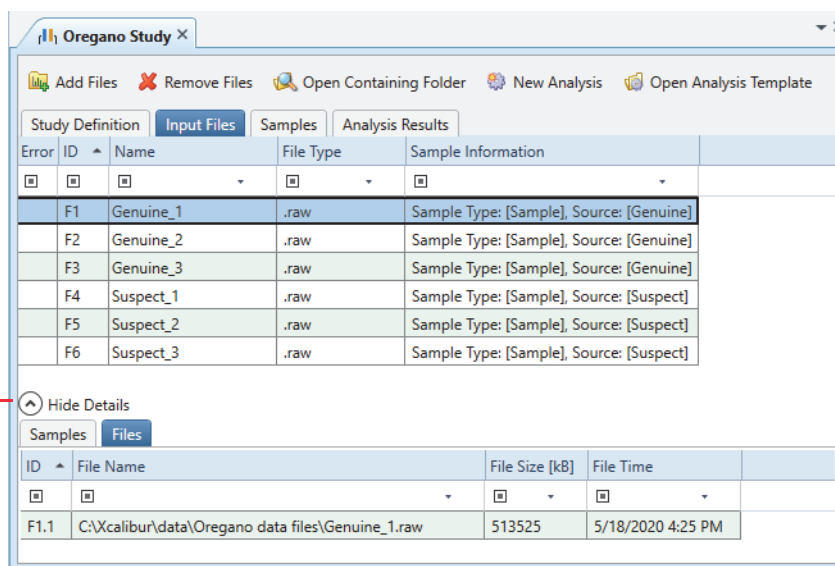 Oregano Study
Add Files Remove Files Open Containing Folder New Analysis Open Analysis Template
Study Definition Input Files Samples Analysis Results
Error ID Name File Type Sample Information
F1 Genuine_1 .raw Sample Type: [Sample], Source: [Genuine]
F2 Genuine_2 .raw Sample Type: [Sample], Source: [Genuine]
F3 Genuine_3 .raw Sample Type: [Sample], Source: [Genuine]
F4 Suspect_1 .raw Sample Type: [Sample], Source: [Suspect]
F5 Suspect_2 .raw Sample Type: [Sample], Source: [Suspect]
F6 Suspect_3 .raw Sample Type: [Sample], Source: [Suspect]
Hide Details
Samples Files
ID File Name File Size [kB] File Time
F1.1 C:\Xcalibur\data\Oregano data files\Genuine_1.raw 513525 5/18/2020 4:25 PM